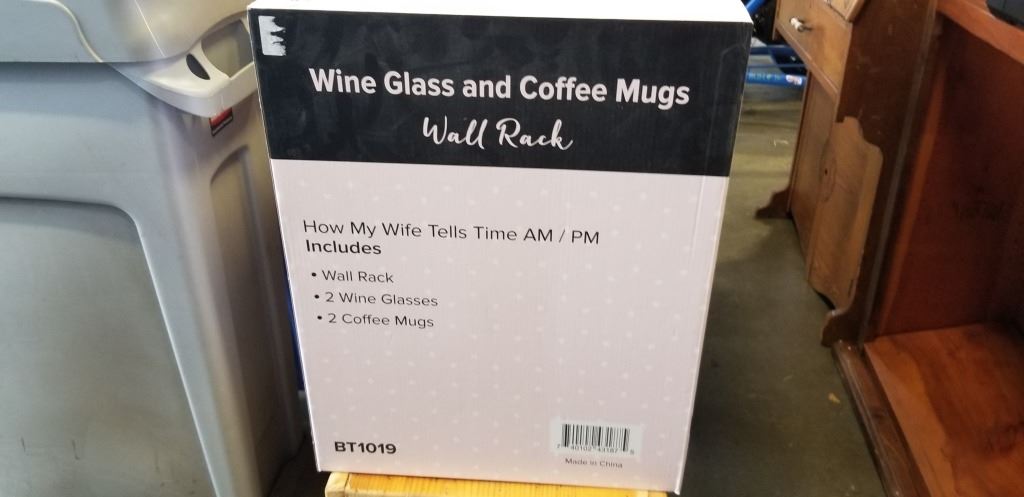 Wine Glass and Coffee Mugs
Wall Rack
How My Wife Tells Time AM / PM
Includes
• Wall Rack
• 2 Wine Glasses
• 2 Coffee Mugs
BT1019
Made in China